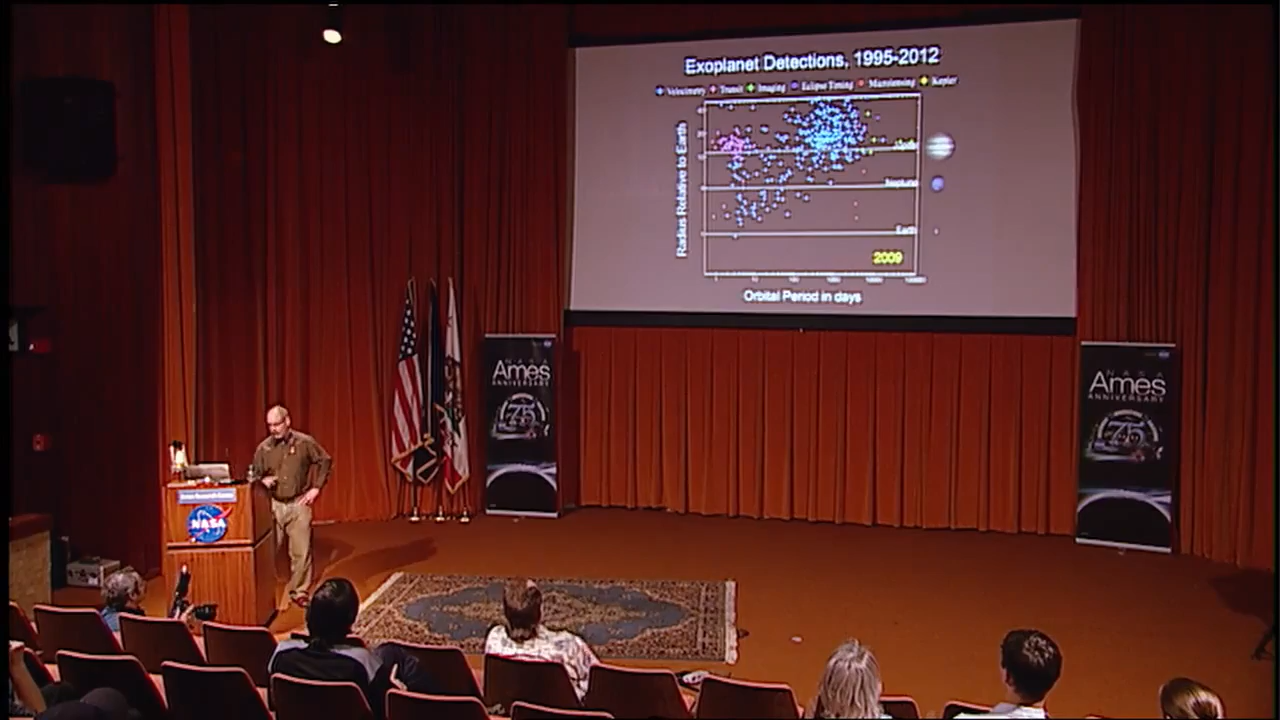 Exoplanet Detections, 1995-2012
Velocimetry Transit Imaging Eclipse Timing Microlensing Kepler
Radius Relative to Earth
Neptune
Earth
2009
Orbital Period in days
NASA
Ames
ANNIVERSARY
75
NASA
Ames
ANNIVERSARY
75
NASA